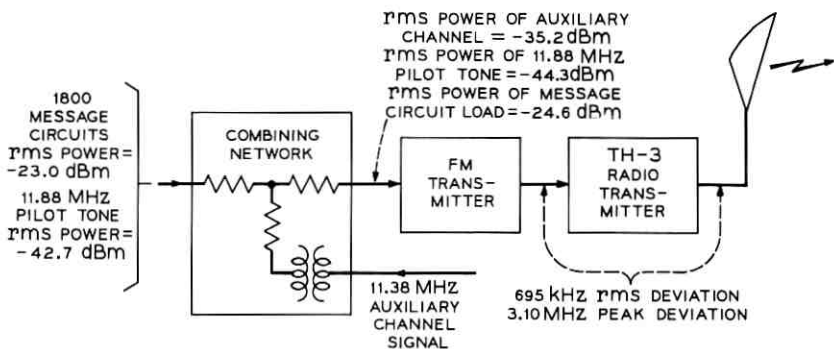 1800
MESSAGE
CIRCUITS
rms POWER=
-23.0 dBm
11.88 MHz
PILOT TONE
rms POWER=
-42.7 dBm
COMBINING
NETWORK
11.38 MHz
AUXILIARY
CHANNEL
SIGNAL
rms POWER OF AUXILIARY
CHANNEL = -35.2 dBm
rms POWER OF 11.88 MHz
PILOT TONE=-44.3dBm
rms POWER OF MESSAGE
CIRCUIT LOAD=-24.6 dBm
FM
TRANS-
MITTER
TH-3
RADIO
TRANS-
MITTER
695 kHz rms DEVIATION
3.10 MHz PEAK DEVIATION